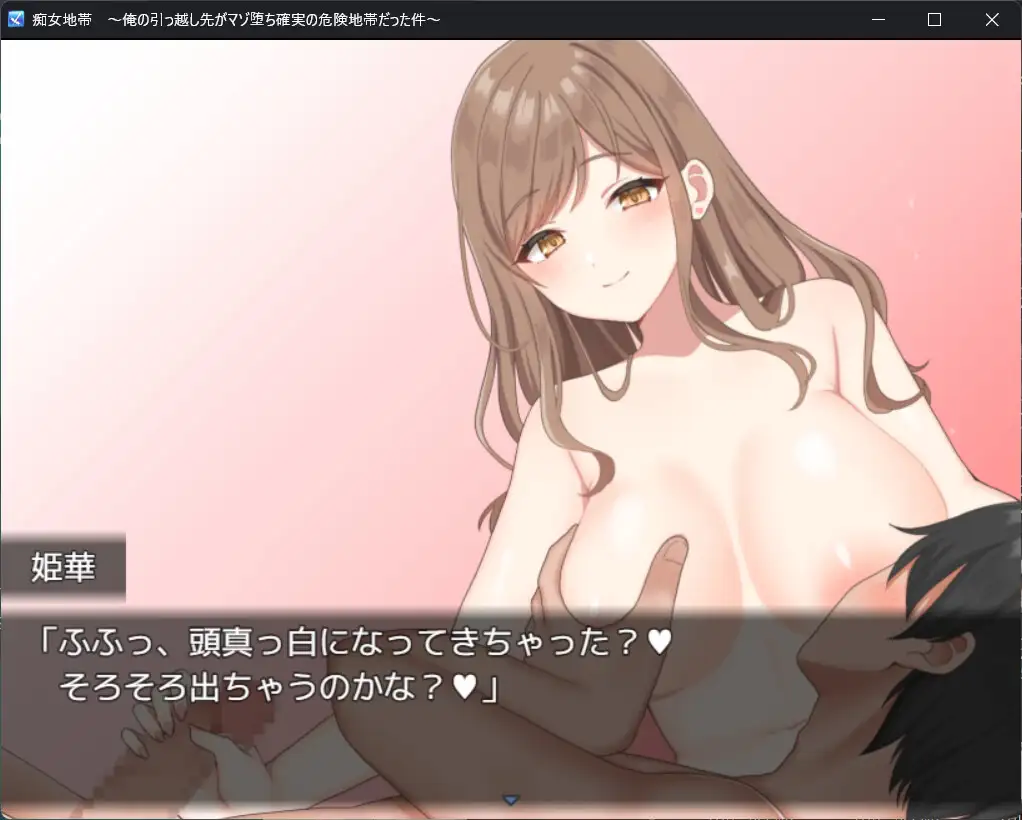 痴女地帯　～俺の引っ越し先がマゾ堕ち確実の危険地帯だった件～
姫華
「ふふっ、頭真っ白になってきちゃった？♥
そろそろ出ちゃうのかな？♥」